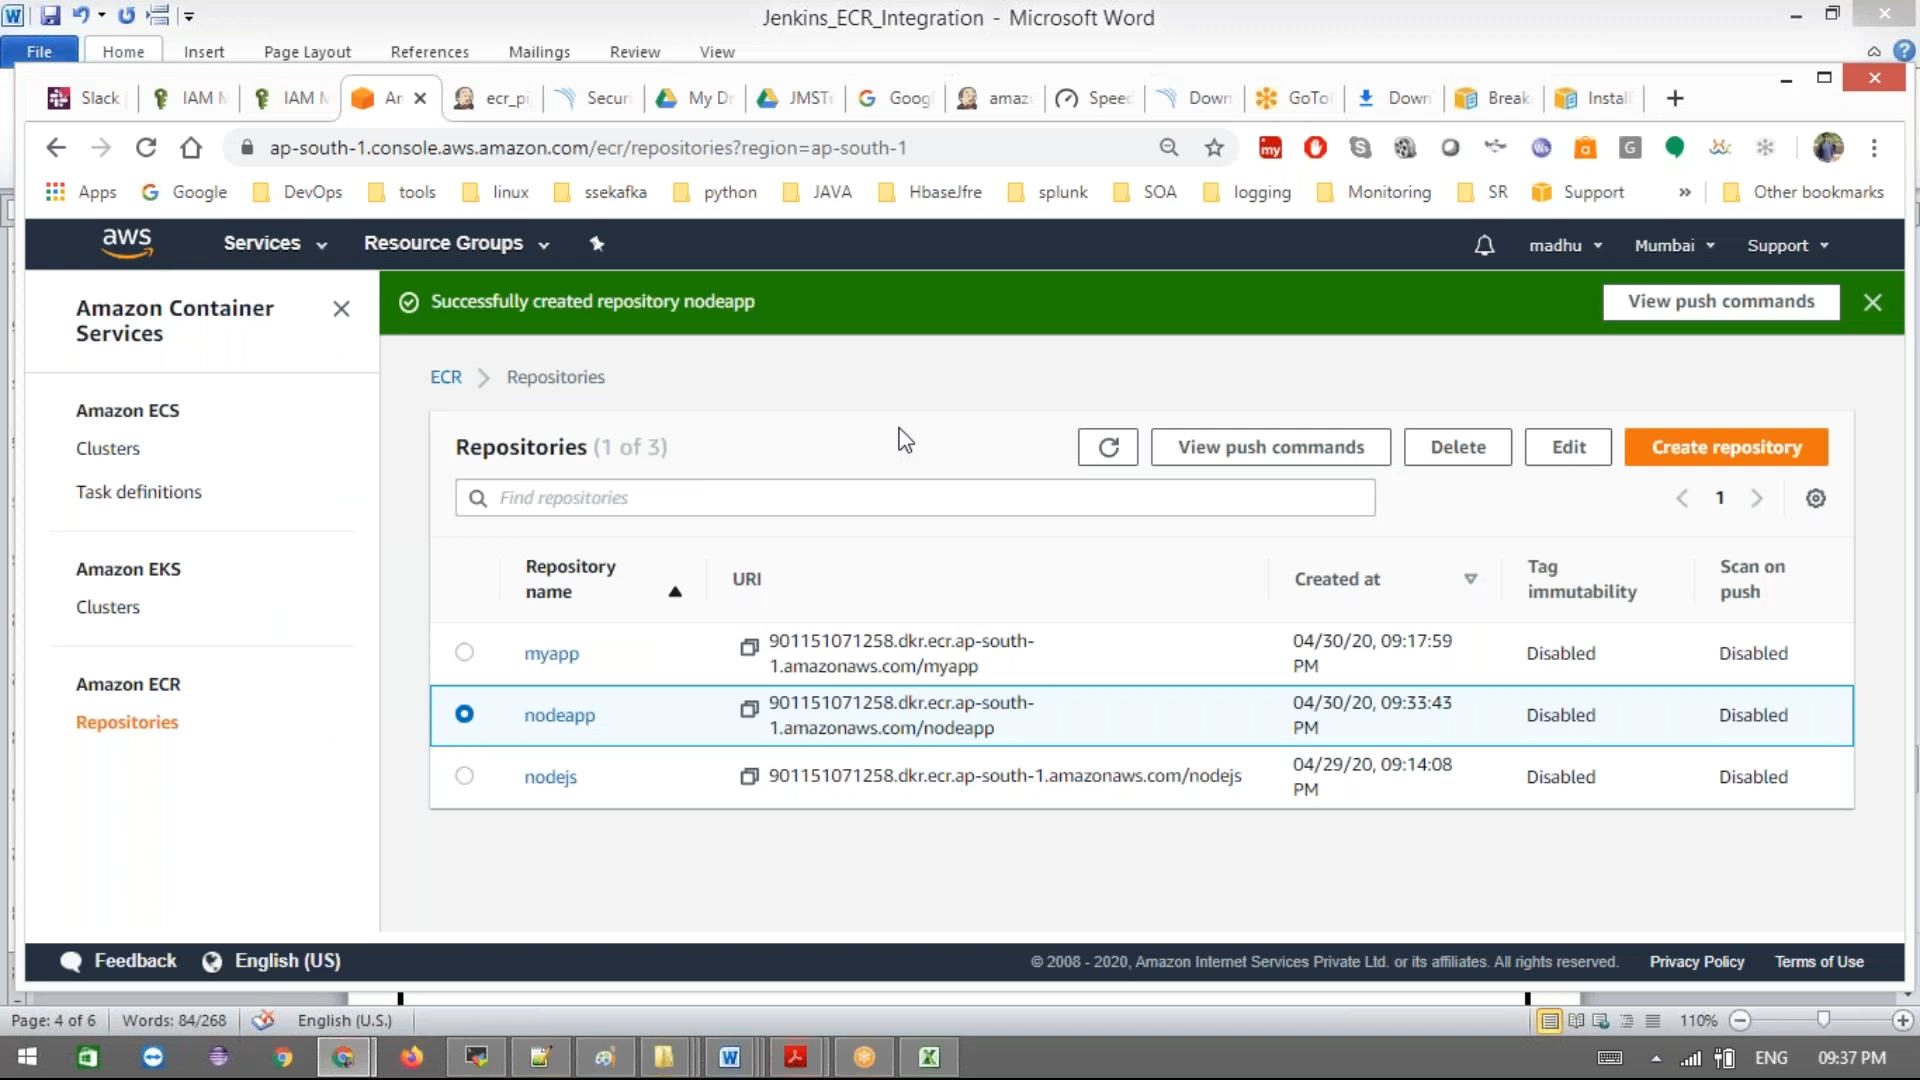 Jenkins_ECR_Integration - Microsoft Word
File Home Insert Page Layout References Mailings Review View
Slack IAM IAM Ar ecr_pi Securi My Dr JMST Goog amaz Speec Down GoTo Down Break Install
ap-south-1.console.aws.amazon.com/ecr/repositories?region=ap-south-1
Apps Google DevOps tools linux ssekafka python JAVA HbaseJfre splunk SOA logging Monitoring SR Support » Other bookmarks
aws Services Resource Groups madhu Mumbai Support
Amazon Container
Services
Successfully created repository nodeapp View push commands
ECR Repositories
Amazon ECS
Clusters
Task definitions
Amazon EKS
Clusters
Amazon ECR
Repositories
Repositories (1 of 3) View push commands Delete Edit Create repository
Find repositories 1
Repository
name
URI
Created at
Tag
immutability
Scan on
push
myapp
901151071258.dkr.ecr.ap-south-
1.amazonaws.com/myapp
04/30/20, 09:17:59
PM
Disabled Disabled
nodeapp
901151071258.dkr.ecr.ap-south-
1.amazonaws.com/nodeapp
04/30/20, 09:33:43
PM
Disabled Disabled
nodejs
901151071258.dkr.ecr.ap-south-1.amazonaws.com/nodejs
04/29/20, 09:14:08
PM
Disabled Disabled
Feedback English (US) © 2008 - 2020, Amazon Internet Services Private Ltd. or its affiliates. All rights reserved. Privacy Policy Terms of Use
Page: 4 of 6 Words: 84/268 English (U.S.) 110%
ENG 09:37 PM